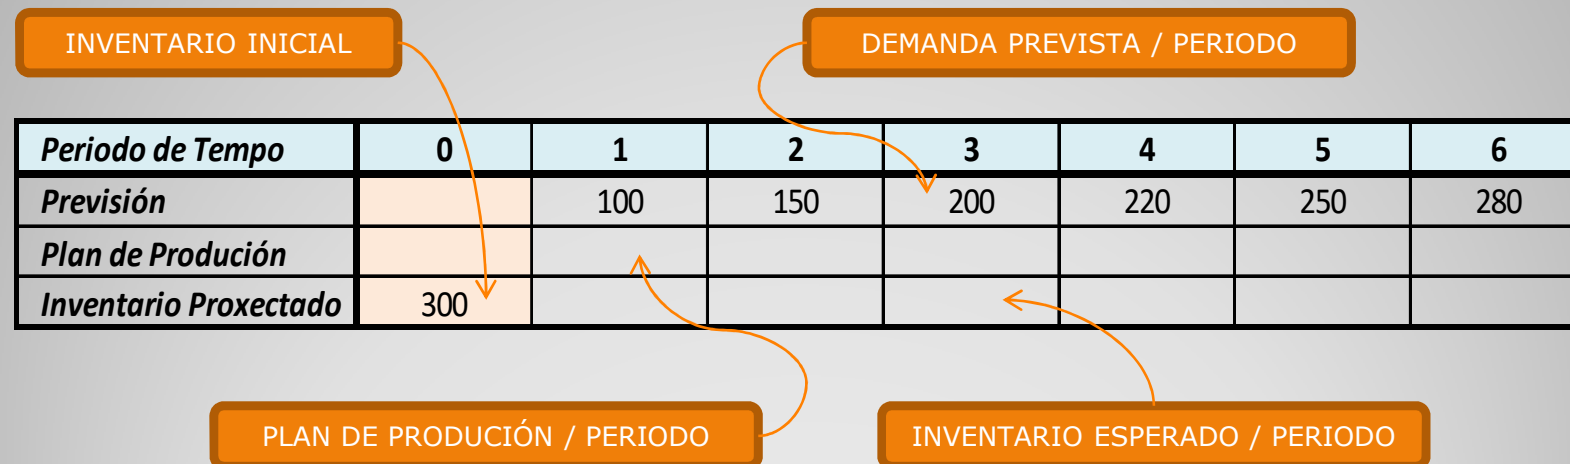 INVENTARIO INICIAL
DEMANDA PREVISTA / PERIODO
Periodo de Tempo 0 1 2 3 4 5 6
Previsión 100 150 200 220 250 280
Plan de Produción
Inventario Proxectado 300
PLAN DE PRODUCIÓN / PERIODO
INVENTARIO ESPERADO / PERIODO